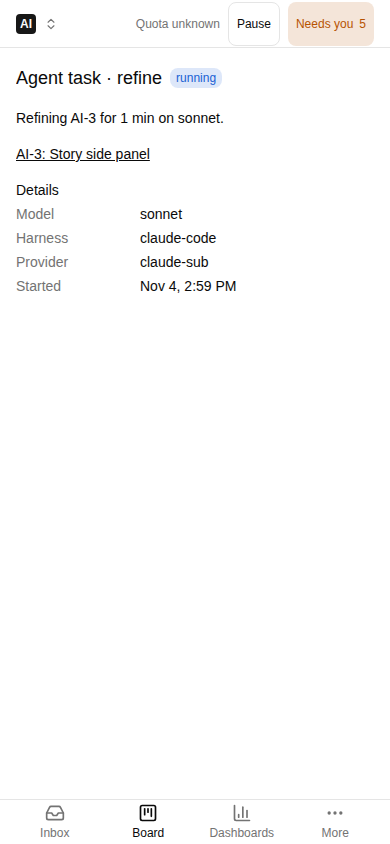 AI
Quota unknown
Pause
Needs you 5
Agent task · refine
running
Refining AI-3 for 1 min on sonnet.
AI-3: Story side panel
Details
Model sonnet
Harness claude-code
Provider claude-sub
Started Nov 4, 2:59 PM
Inbox
Board
Dashboards
More